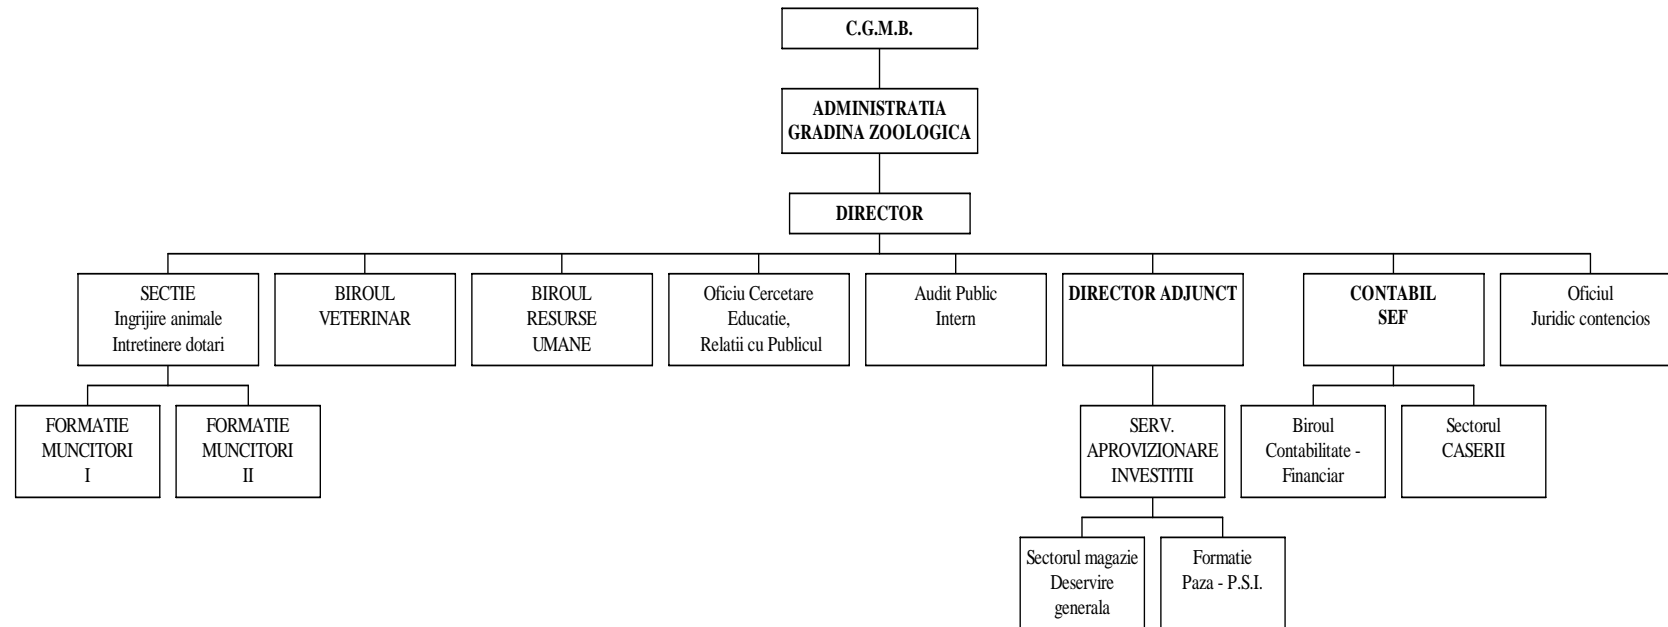 C.G.M.B.
ADMINISTRATIA
GRADINA ZOOLOGICA
DIRECTOR
SECTIE
Ingrijire animale
Intretinere dotari
BIROUL
VETERINAR
BIROUL
RESURSE
UMANE
Oficiu Cercetare
Educatie,
Relatii cu Publicul
Audit Public
Intern
DIRECTOR ADJUNCT
CONTABIL
SEF
Oficiul
Juridic contencios
FORMATIE
MUNCITORI
I
FORMATIE
MUNCITORI
II
SERV.
APROVIZIONARE
INVESTITII
Biroul
Contabilitate -
Financiar
Sectorul
CASERII
Sectorul magazie
Deservire
generala
Formatie
Paza - P.S.I.